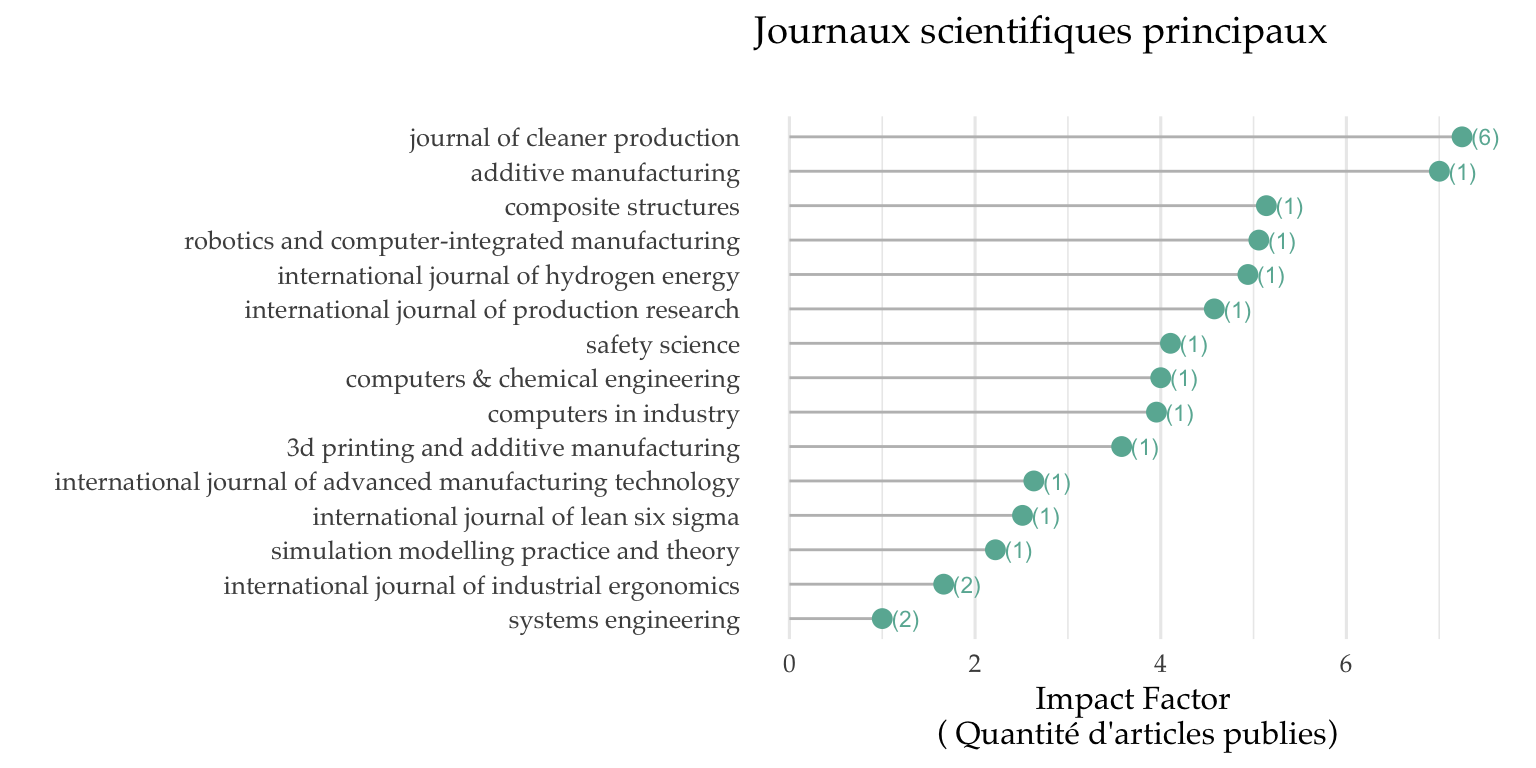 Journaux scientifiques principaux
journal of cleaner production (6)
additive manufacturing (1)
composite structures (1)
robotics and computer-integrated manufacturing (1)
international journal of hydrogen energy (1)
international journal of production research (1)
safety science (1)
computers & chemical engineering (1)
computers in industry (1)
3d printing and additive manufacturing (1)
international journal of advanced manufacturing technology (1)
international journal of lean six sigma (1)
simulation modelling practice and theory (1)
international journal of industrial ergonomics (2)
systems engineering (2)
0 2 4 6
Impact Factor
( Quantité d'articles publies)